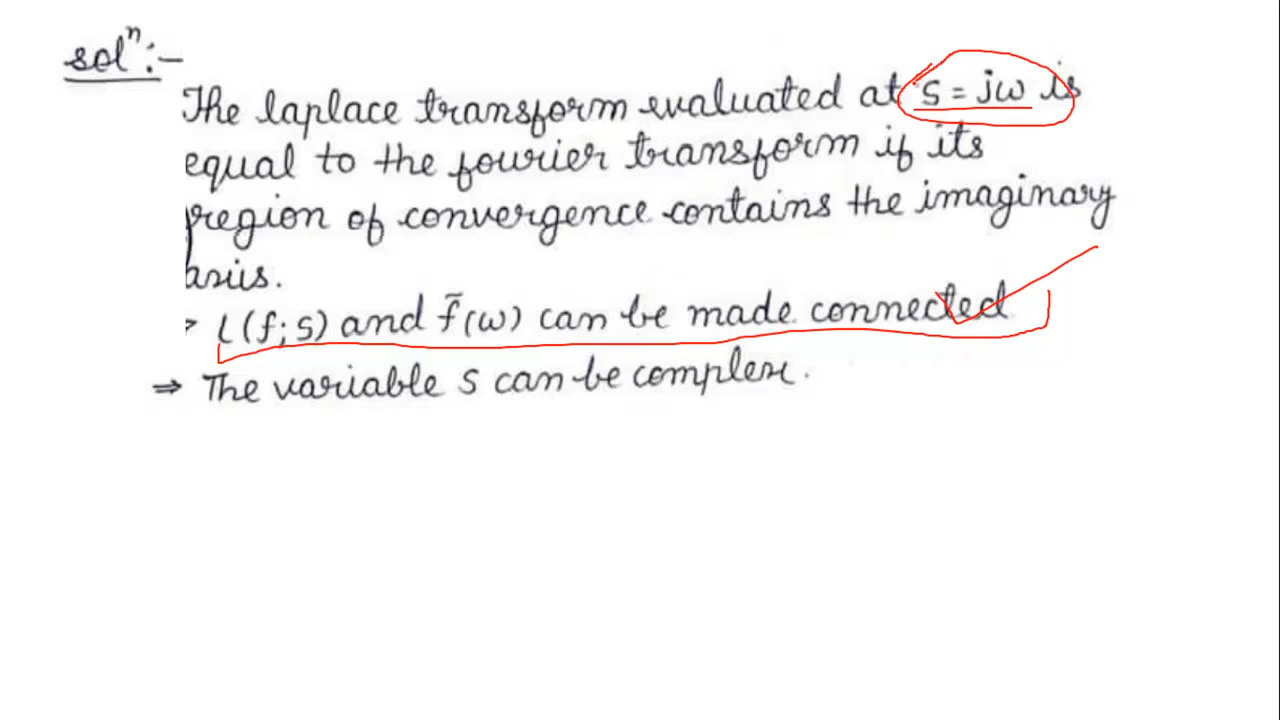 solⁿ:-
The laplace transform evaluated at s = jω is
equal to the fourier transform if its
region of convergence contains the imaginary
axis.
L(f; s) and f̃(ω) can be made connected
⇒ The variable s can be complex.